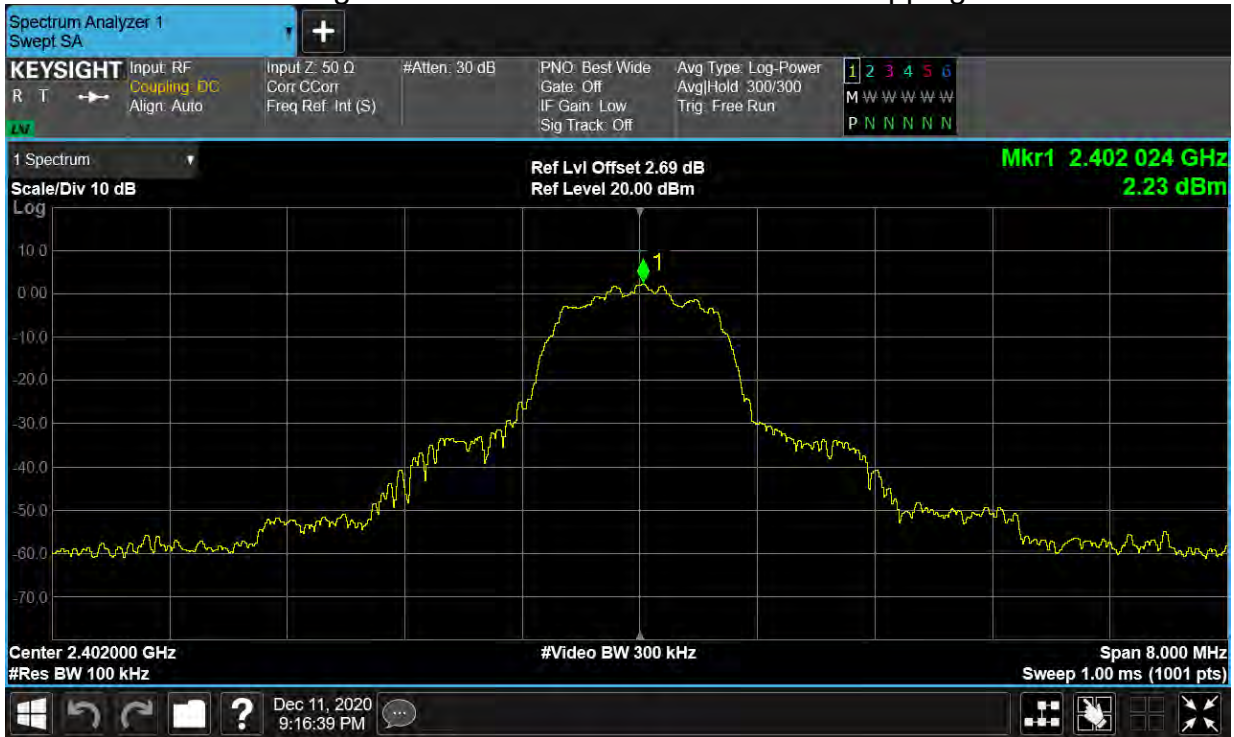 Spectrum Analyzer 1
Swept SA
+
KEYSIGHT
R T
Input: RF
Coupling: DC
Align: Auto
Input Z: 50 Ω
Corr CCorr
Freq Ref: Int (S)
#Atten: 30 dB
PNO: Best Wide
Gate: Off
IF Gain: Low
Sig Track: Off
Avg Type: Log-Power
Avg|Hold: 300/300
Trig: Free Run
1 2 3 4 5 6
M W W W W W
P N N N N N
1 Spectrum
Scale/Div 10 dB
Log
Ref Lvl Offset 2.69 dB
Ref Level 20.00 dBm
Mkr1 2.402 024 GHz
2.23 dBm
1
10.0
0.00
-10.0
-20.0
-30.0
-40.0
-50.0
-60.0
-70.0
Center 2.402000 GHz
#Res BW 100 kHz
#Video BW 300 kHz
Span 8.000 MHz
Sweep 1.00 ms (1001 pts)
?
Dec 11, 2020
9:16:39 PM